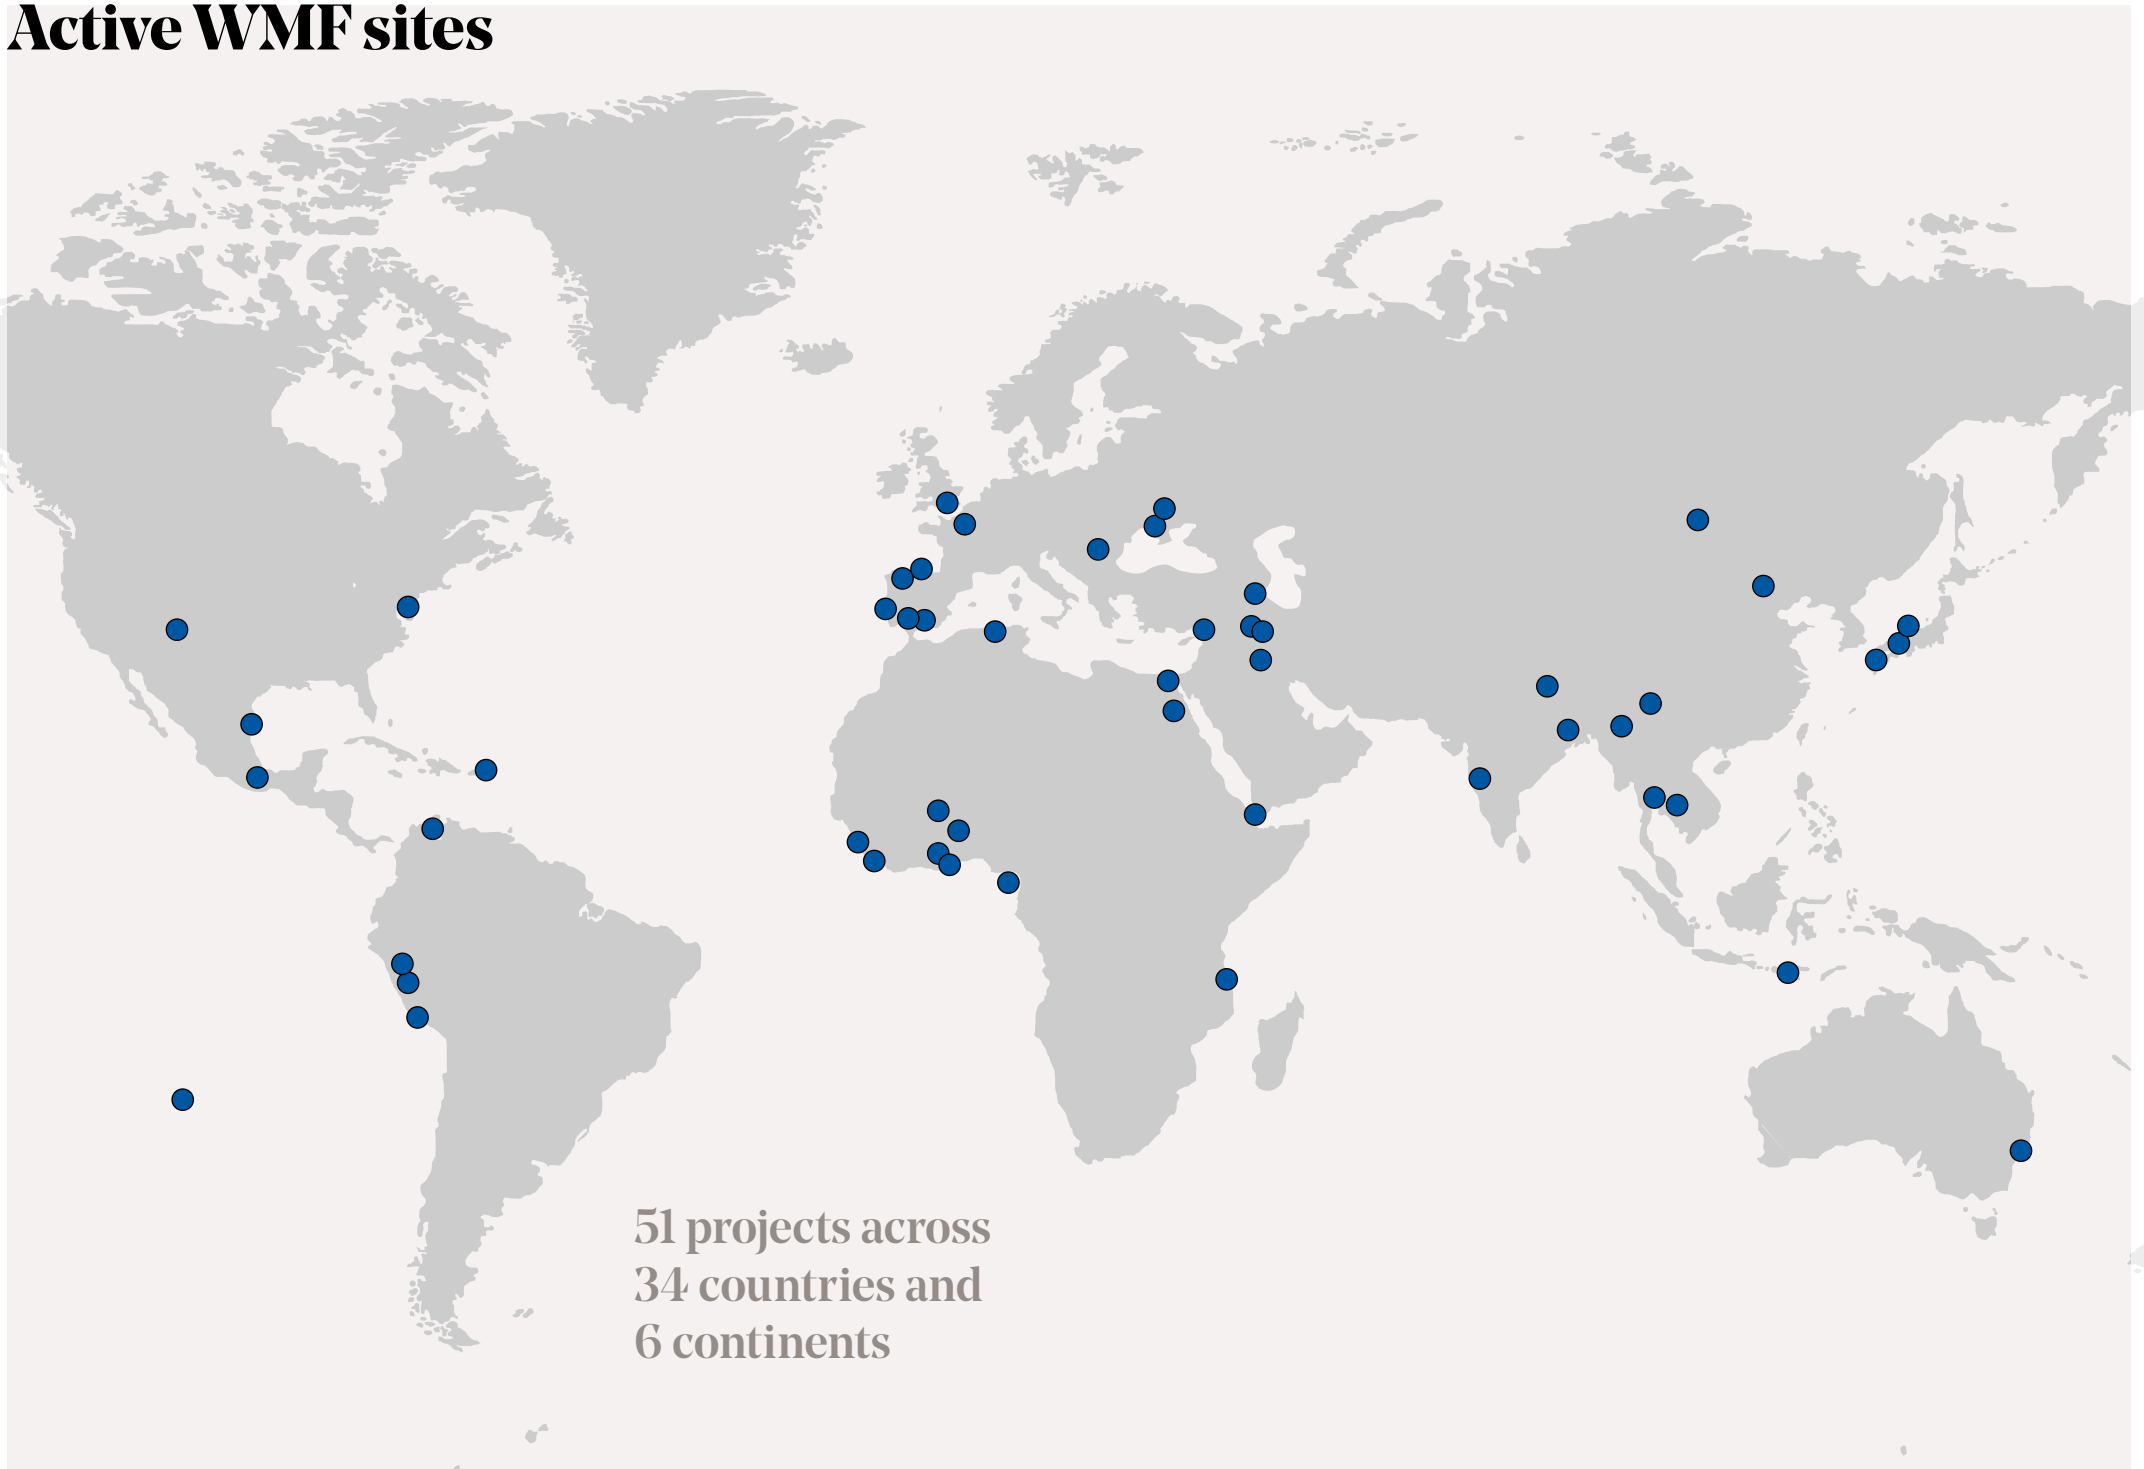 Active WMF sites
51 projects across
34 countries and
6 continents